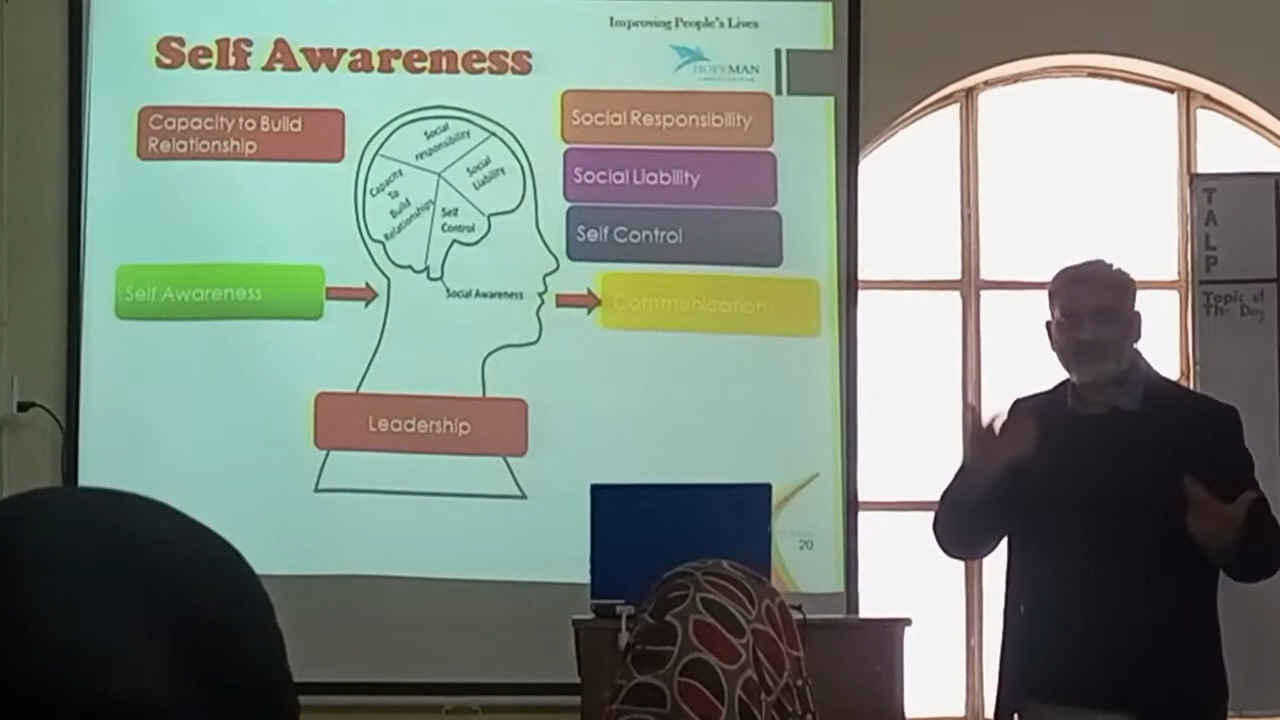 Improving People's Lives
Self Awareness
HOPEMAN
Capacity to Build
Relationship
Social Responsibility
Social Liability
Self Control
Social
responsibility
Social
Liability
Capacity
To
Build
Relationships
Self
Control
Social Awareness
Self Awareness
Communication
Leadership
20
T
A
L
P
Topic of
The Day